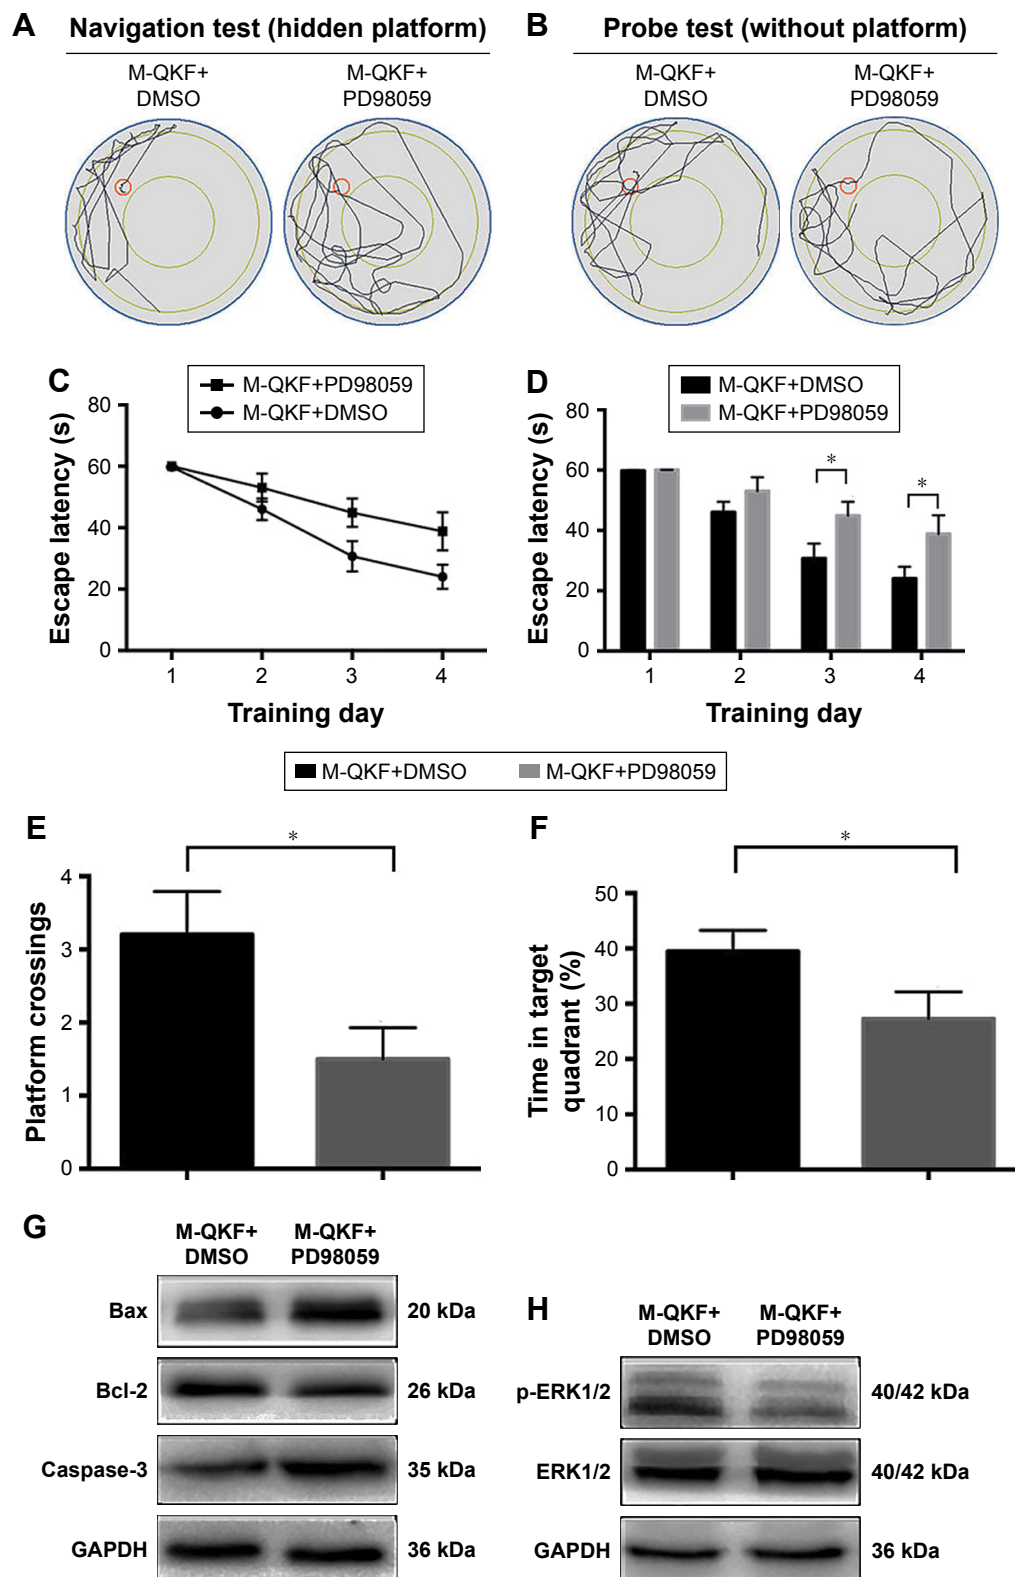 A Navigation test (hidden platform)
M-QKF+
DMSO
M-QKF+
PD98059
B Probe test (without platform)
M-QKF+
DMSO
M-QKF+
PD98059
C
M-QKF+PD98059
M-QKF+DMSO
Escape latency (s)
80
60
40
20
0
1 2 3 4
Training day
D
M-QKF+DMSO
M-QKF+PD98059
Escape latency (s)
80
60
40
20
0
* *
1 2 3 4
Training day
M-QKF+DMSO M-QKF+PD98059
E
*
Platform crossings
4
3
2
1
0
F
*
Time in target
quadrant (%)
50
40
30
20
10
0
G
M-QKF+
DMSO
M-QKF+
PD98059
Bax 20 kDa
Bcl-2 26 kDa
Caspase-3 35 kDa
GAPDH 36 kDa
H
M-QKF+
DMSO
M-QKF+
PD98059
p-ERK1/2 40/42 kDa
ERK1/2 40/42 kDa
GAPDH 36 kDa